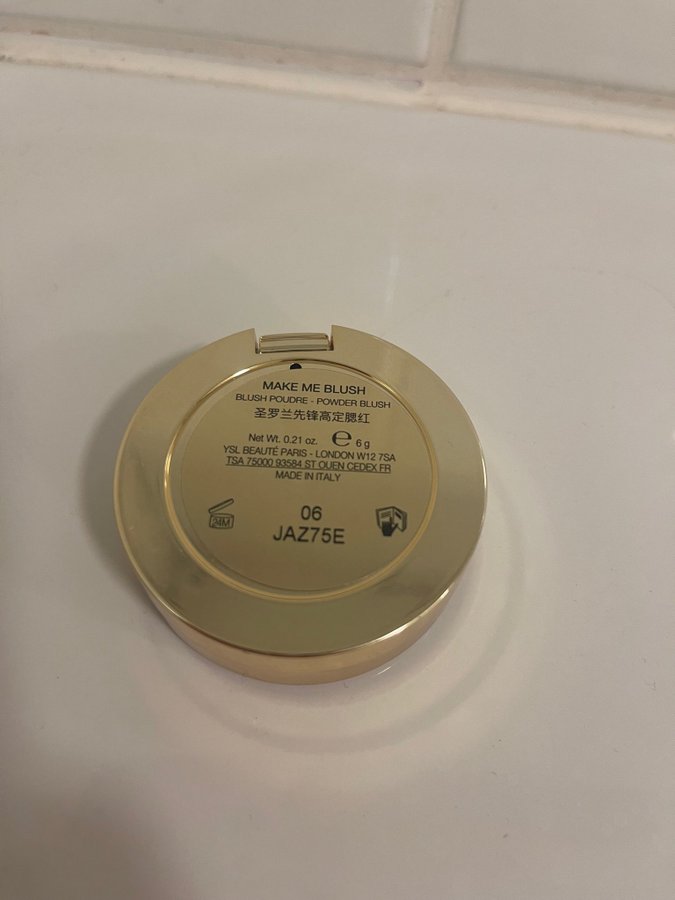 MAKE ME BLUSH
BLUSH POUDRE - POWDER BLUSH
圣罗兰先锋高定腮红
Net Wt. 0.21 oz. ℮ 6 g
YSL BEAUTÉ PARIS - LONDON W12 7SA
TSA 75000 93584 ST OUEN CEDEX FR
MADE IN ITALY
24M
06
JAZ75E